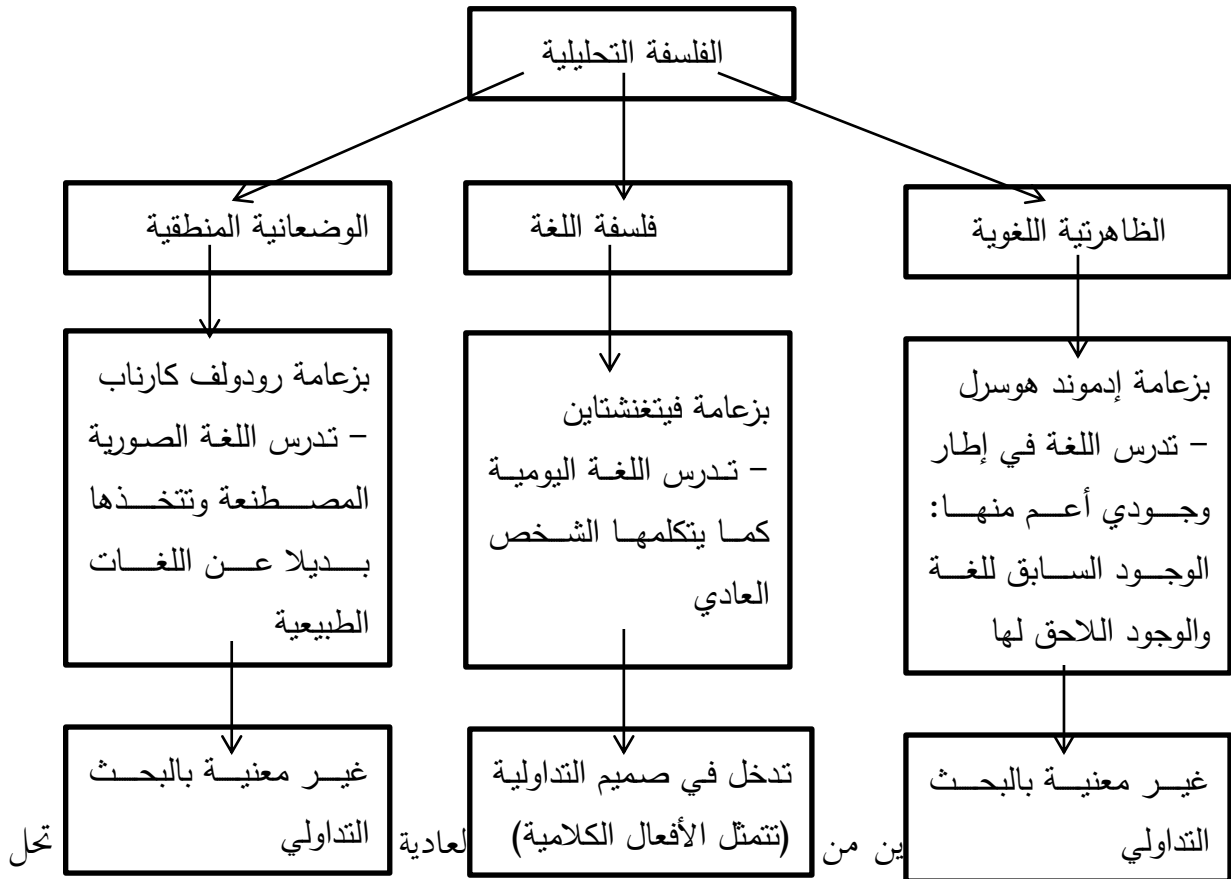 الفلسفة التحليلية
الظاهرتية اللغوية
فلسفة اللغة
الوضعانية المنطقية
بزعامة إدموند هوسرل
– تدرس اللغة في إطار
وجودي أعم منها:
الوجود السابق للغة
والوجود اللاحق لها
بزعامة فيتغنشتاين
– تدرس اللغة اليومية
كما يتكلمها الشخص
العادي
بزعامة رودولف كارناب
– تدرس اللغة الصورية
المصطنعة وتتخذها
بديلا عن اللغات
الطبيعية
غير معنية بالبحث
التداولي
تدخل في صميم التداولية
(تتمثل الأفعال الكلامية)
غير معنية بالبحث
التداولي
ين من لعادية تحل